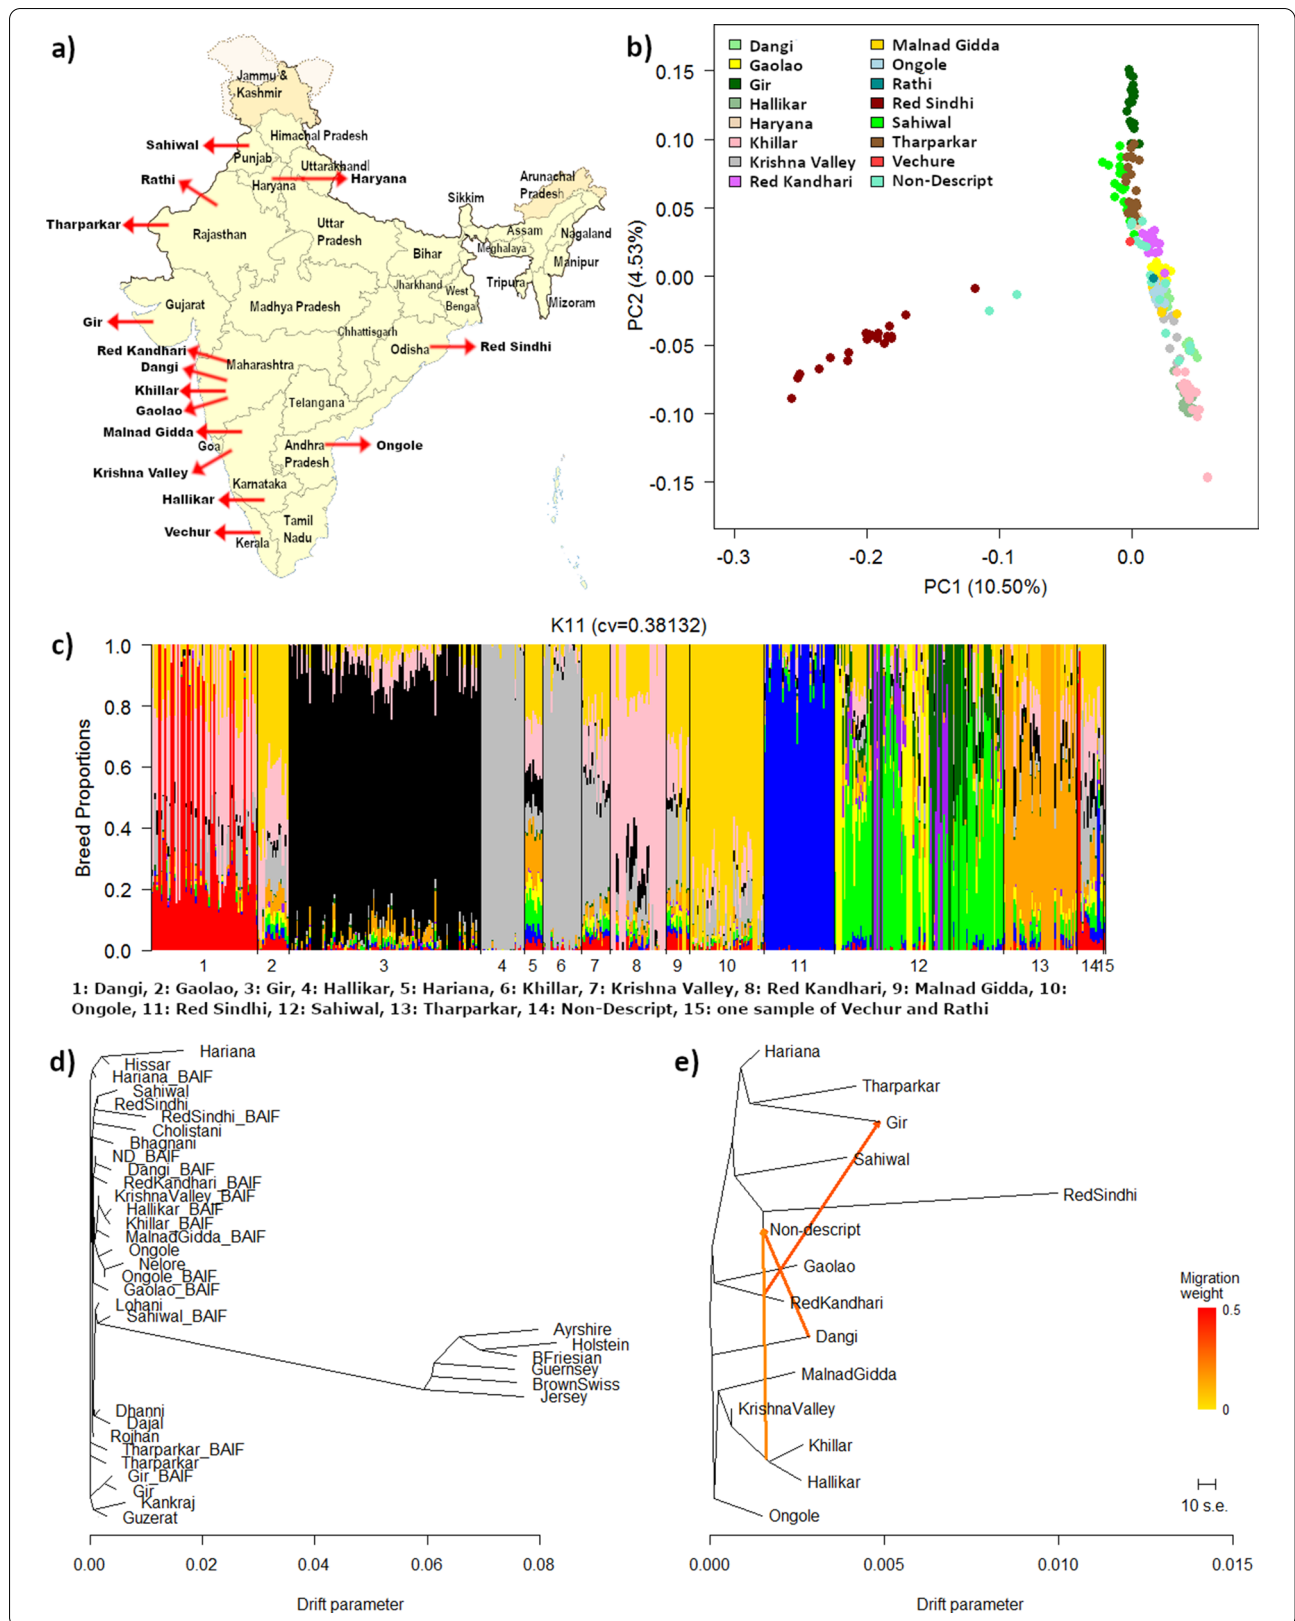 a)
Jammu &
Kashmir
Himachal Pradesh
Sahiwal
Punjab
Uttarakhand
Rathi
Haryana
Haryana
Arunachal
Pradesh
Sikkim
Tharparkar
Rajasthan
Uttar
Pradesh
Assam
Nagaland
Meghalaya
Bihar
Manipur
Jharkhand
West
Bengal
Tripura
Mizoram
Gujarat
Madhya Pradesh
Gir
Chhattisgarh
Odisha
Red Sindhi
Red Kandhari
Maharashtra
Dangi
Khillar
Gaolao
Telangana
Malnad Gidda
Goa
Andhra
Pradesh
Ongole
Krishna Valley
Karnataka
Hallikar
Tamil
Nadu
Vechur
Kerala
b)
Dangi
Gaolao
Gir
Hallikar
Haryana
Khillar
Krishna Valley
Red Kandhari
Malnad Gidda
Ongole
Rathi
Red Sindhi
Sahiwal
Tharparkar
Vechure
Non-Descript
PC2 (4.53%)
0.15
0.10
0.05
0.00
-0.05
-0.10
-0.15
-0.3
-0.2
-0.1
0.0
PC1 (10.50%)
c)
K11 (cv=0.38132)
Breed Proportions
1.0
0.8
0.6
0.4
0.2
0.0
1 2 3 4 5 6 7 8 9 10 11 12 13 14 15
1: Dangi, 2: Gaolao, 3: Gir, 4: Hallikar, 5: Hariana, 6: Khillar, 7: Krishna Valley, 8: Red Kandhari, 9: Malnad Gidda, 10:
Ongole, 11: Red Sindhi, 12: Sahiwal, 13: Tharparkar, 14: Non-Descript, 15: one sample of Vechur and Rathi
d)
Hariana
Hissar
Hariana_BAIF
Sahiwal
RedSindhi
RedSindhi_BAIF
Cholistani
Bhagnani
ND_BAIF
Dangi_BAIF
RedKandhari_BAIF
KrishnaValley_BAIF
Hallikar_BAIF
Khillar_BAIF
MalnadGidda_BAIF
Ongole
Nelore
Ongole_BAIF
Gaolao_BAIF
Lohani
Sahiwal_BAIF
Ayrshire
Holstein
BFriesian
Guernsey
BrownSwiss
Jersey
Dhanni
Dajal
Rojhan
Tharparkar_BAIF
Tharparkar
Gir_BAIF
Gir
Kankraj
Guzerat
0.00 0.02 0.04 0.06 0.08
Drift parameter
e)
Hariana
Tharparkar
Gir
Sahiwal
RedSindhi
Non-descript
Gaolao
RedKandhari
Dangi
MalnadGidda
KrishnaValley
Khillar
Hallikar
Ongole
Migration
weight
0.5
0
10 s.e.
0.000 0.005 0.010 0.015
Drift parameter